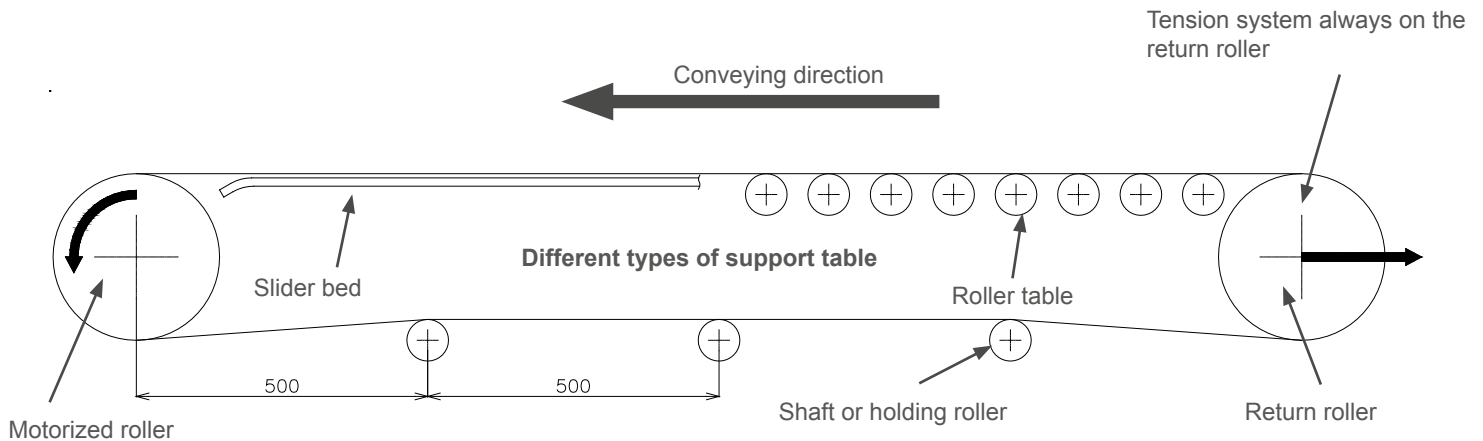 Tension system always on the
return roller
Conveying direction
Different types of support table
Slider bed
Roller table
500
500
Shaft or holding roller
Return roller
Motorized roller